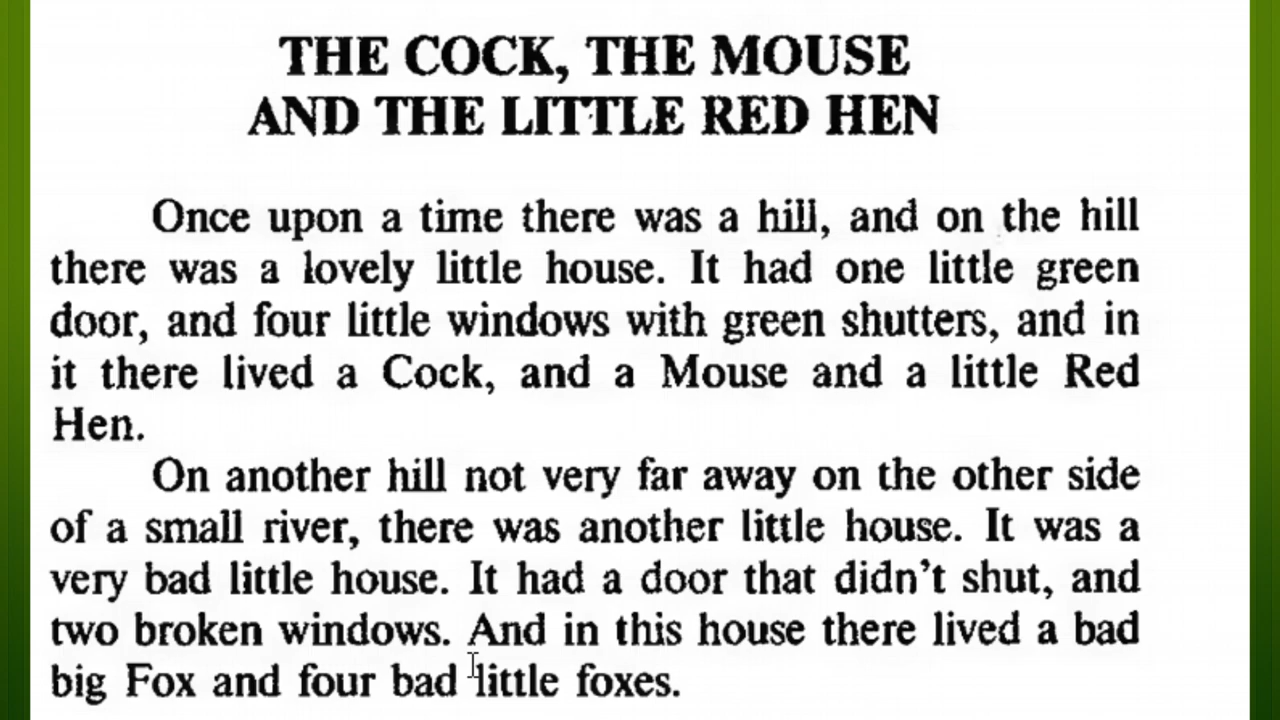 THE COCK, THE MOUSE
AND THE LITTLE RED HEN
Once upon a time there was a hill, and on the hill
there was a lovely little house. It had one little green
door, and four little windows with green shutters, and in
it there lived a Cock, and a Mouse and a little Red
Hen.
On another hill not very far away on the other side
of a small river, there was another little house. It was a
very bad little house. It had a door that didn't shut, and
two broken windows. And in this house there lived a bad
big Fox and four bad little foxes.